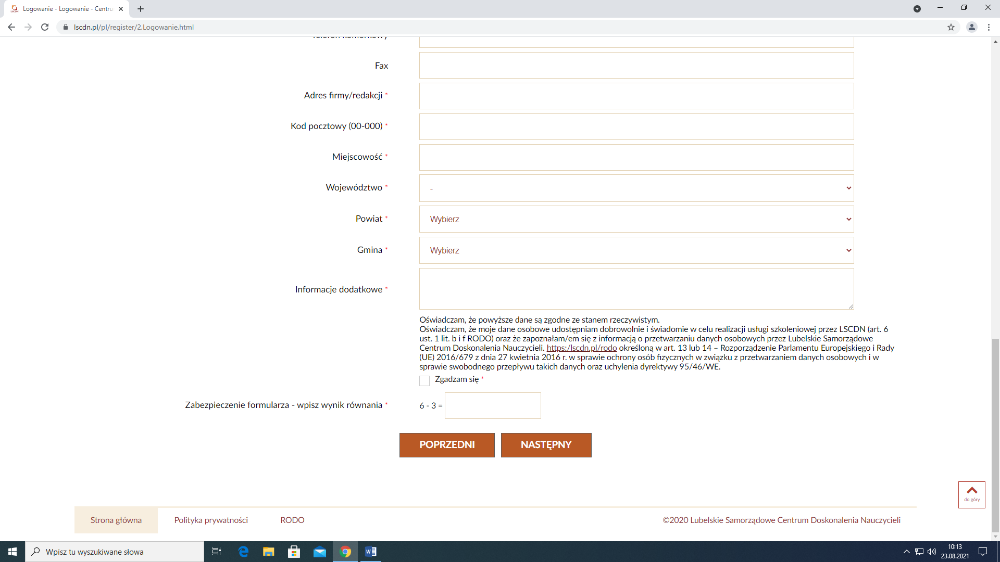 Logowanie - Logowanie - Centru
lscdn.pl/pl/register/2,Logowanie.html
Telefon komórkowy
Fax
Adres firmy/redakcji *
Kod pocztowy (00-000) *
Miejscowość *
Województwo *
-
Powiat *
Wybierz
Gmina *
Wybierz
Informacje dodatkowe *
Oświadczam, że powyższe dane są zgodne ze stanem rzeczywistym.
Oświadczam, że moje dane osobowe udostępniam dobrowolnie i świadomie w celu realizacji usługi szkoleniowej przez LSCDN (art. 6
ust. 1 lit. b i f RODO) oraz że zapoznałam/em się z informacją o przetwarzaniu danych osobowych przez Lubelskie Samorządowe
Centrum Doskonalenia Nauczycieli. https:/lscdn.pl/rodo określoną w art. 13 lub 14 – Rozporządzenie Parlamentu Europejskiego i Rady
(UE) 2016/679 z dnia 27 kwietnia 2016 r. w sprawie ochrony osób fizycznych w związku z przetwarzaniem danych osobowych i w
sprawie swobodnego przepływu takich danych oraz uchylenia dyrektywy 95/46/WE.
Zgadzam się *
Zabezpieczenie formularza - wpisz wynik równania *
6 - 3 =
POPRZEDNI
NASTĘPNY
do góry
Strona główna
Polityka prywatności
RODO
©2020 Lubelskie Samorządowe Centrum Doskonalenia Nauczycieli
Wpisz tu wyszukiwane słowa
10:13
23.08.2021